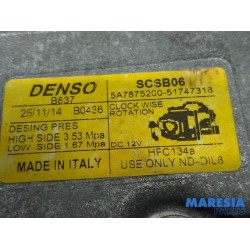 DENSO SCSB06
B837 5A7875200-51747318
25/11/14 B0436 CLOCK WISE
ROTATION
DESING PRES
HIGH SIDE 3.53 Mpa
LOW SIDE 1.67 Mpa DC 12V
HFC134a
MADE IN ITALY USE ONLY ND-OIL8
MARESIA